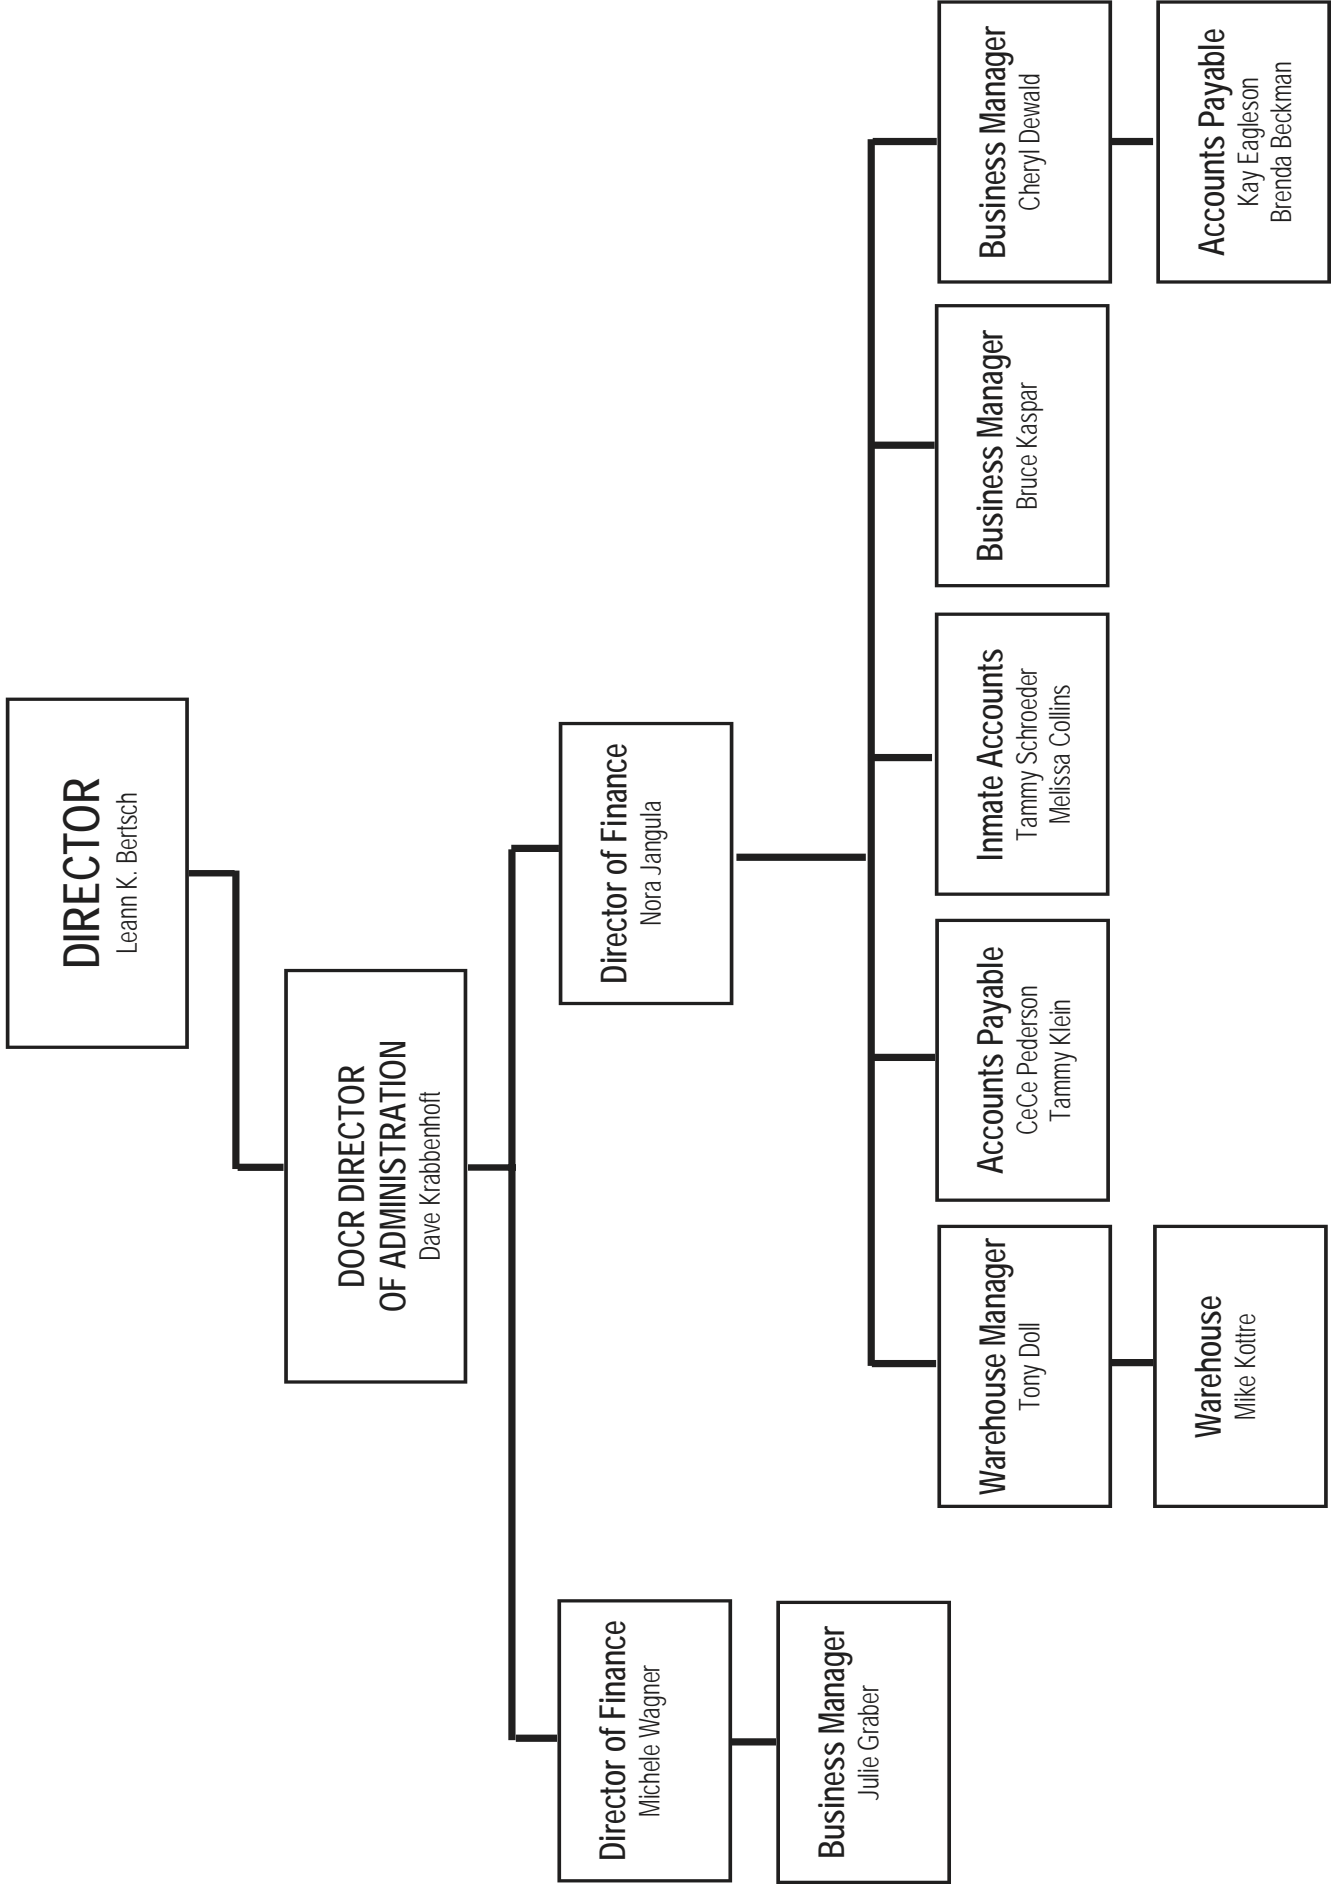 DIRECTOR
Leann K. Bertsch
DOCR DIRECTOR
OF ADMINISTRATION
Dave Krabbenhoft
Director of Finance
Michele Wagner
Director of Finance
Nora Jangula
Business Manager
Julie Graber
Warehouse Manager
Tony Doll
Accounts Payable
CeCe Pederson
Tammy Klein
Inmate Accounts
Tammy Schroeder
Melissa Collins
Business Manager
Bruce Kaspar
Business Manager
Cheryl Dewald
Warehouse
Mike Kottre
Accounts Payable
Kay Eagleson
Brenda Beckman